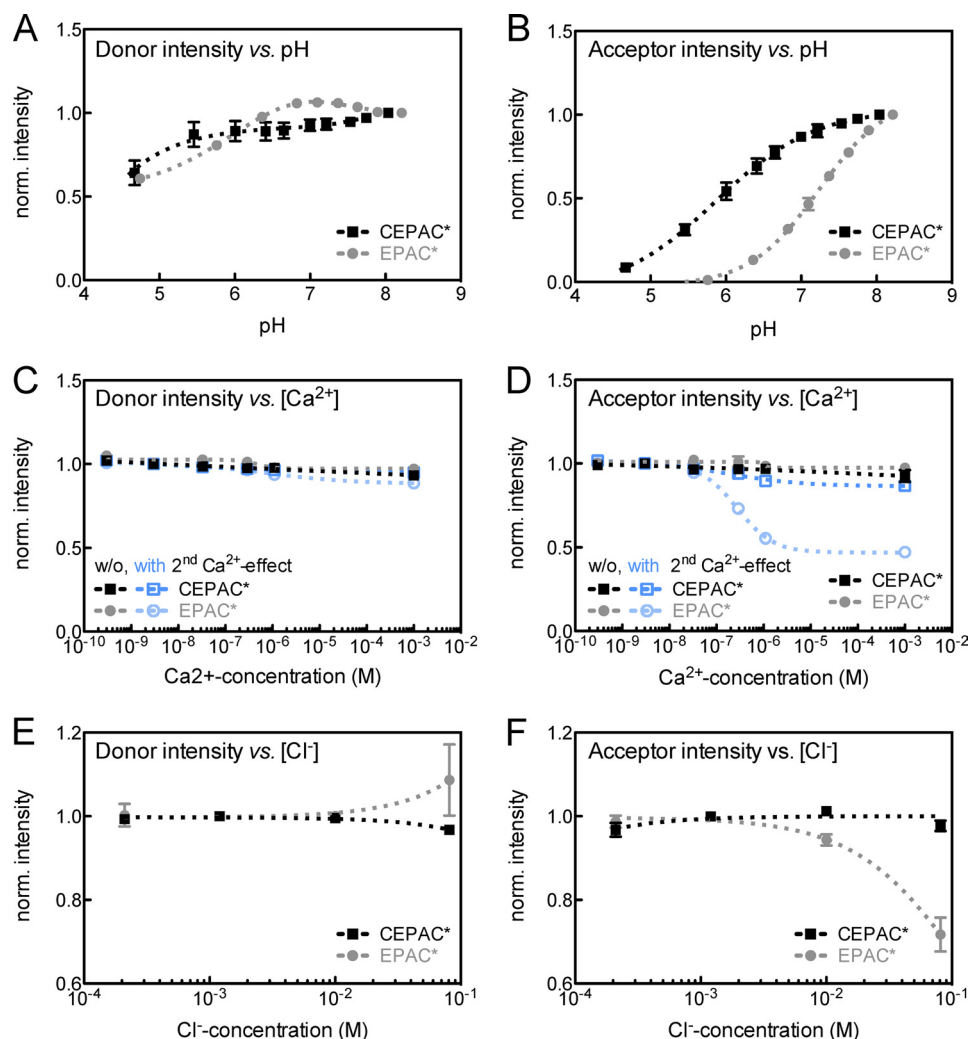 A
Donor intensity vs. pH
1.5
1.0
0.5
0.0
norm. intensity
CEPAC*
EPAC*
4 5 6 7 8 9
pH
B
Acceptor intensity vs. pH
1.5
1.0
0.5
0.0
norm. intensity
CEPAC*
EPAC*
4 5 6 7 8 9
pH
C
Donor intensity vs. [Ca²⁺]
1.5
1.0
0.5
0.0
norm. intensity
w/o, with 2nd Ca²⁺-effect
CEPAC*
EPAC*
10⁻¹⁰ 10⁻⁹ 10⁻⁸ 10⁻⁷ 10⁻⁶ 10⁻⁵ 10⁻⁴ 10⁻³ 10⁻²
Ca2+-concentration (M)
D
Acceptor intensity vs. [Ca²⁺]
1.5
1.0
0.5
0.0
norm. intensity
w/o, with 2nd Ca²⁺-effect
CEPAC*
EPAC*
CEPAC*
EPAC*
10⁻¹⁰ 10⁻⁹ 10⁻⁸ 10⁻⁷ 10⁻⁶ 10⁻⁵ 10⁻⁴ 10⁻³ 10⁻²
Ca²⁺-concentration (M)
E
Donor intensity vs. [Cl⁻]
1.2
1.0
0.8
0.6
norm. intensity
CEPAC*
EPAC*
10⁻⁴ 10⁻³ 10⁻² 10⁻¹
Cl⁻-concentration (M)
F
Acceptor intensity vs. [Cl⁻]
1.2
1.0
0.8
0.6
norm. intensity
CEPAC*
EPAC*
10⁻⁴ 10⁻³ 10⁻² 10⁻¹
Cl⁻-concentration (M)